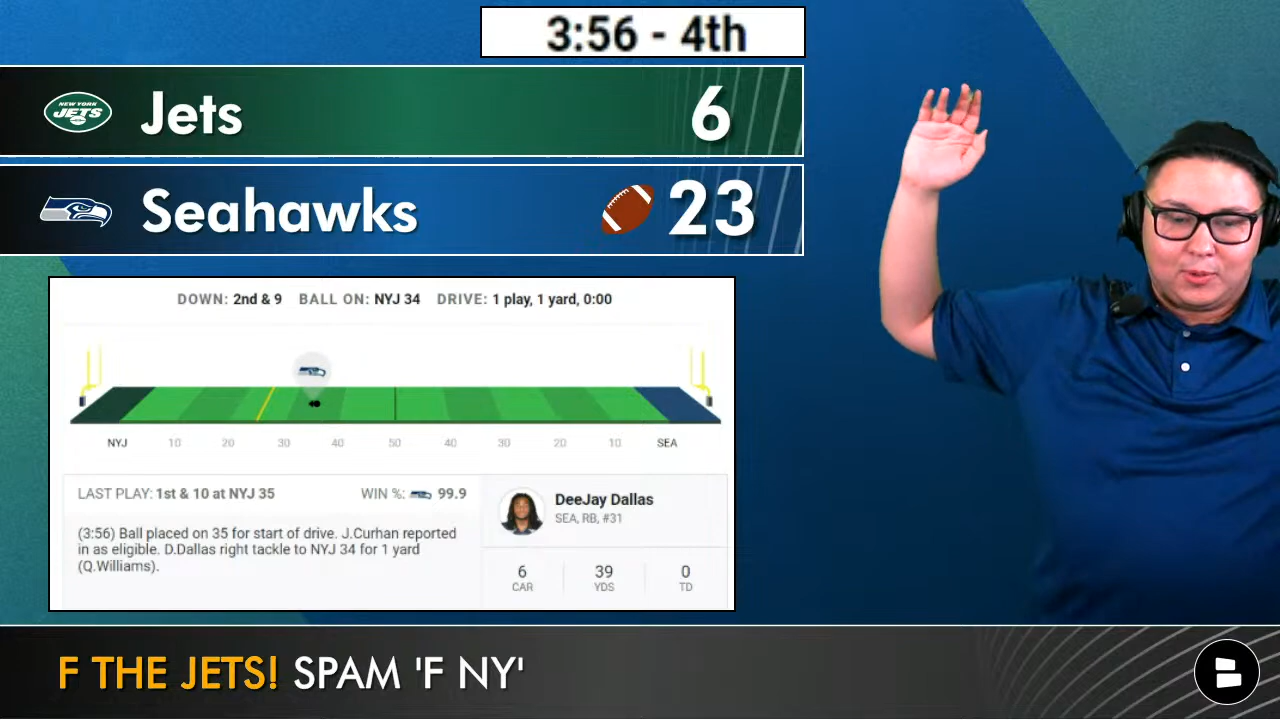 3:56 - 4th
NEW YORK
JETS
Jets 6
Seahawks 23
DOWN: 2nd & 9 BALL ON: NYJ 34 DRIVE: 1 play, 1 yard, 0:00
NYJ 10 20 30 40 50 40 30 20 10 SEA
LAST PLAY: 1st & 10 at NYJ 35 WIN %: 99.9
(3:56) Ball placed on 35 for start of drive. J.Curhan reported
in as eligible. D.Dallas right tackle to NYJ 34 for 1 yard
(Q.Williams).
DeeJay Dallas
SEA, RB, #31
6 39 0
CAR YDS TD
F THE JETS! SPAM 'F NY'